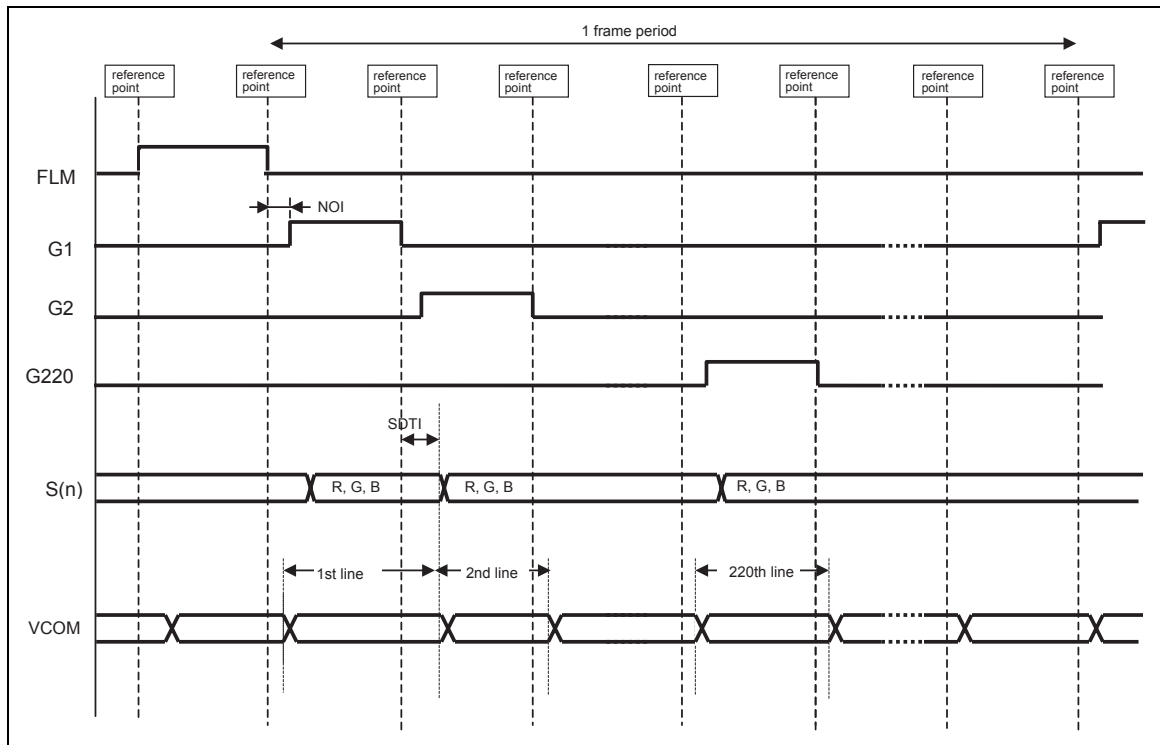 1 frame period
reference
point
reference
point
reference
point
reference
point
reference
point
reference
point
reference
point
reference
point
FLM
NOI
G1
G2
G220
SDTI
S(n)
R, G, B
R, G, B
R, G, B
1st line
2nd line
220th line
VCOM